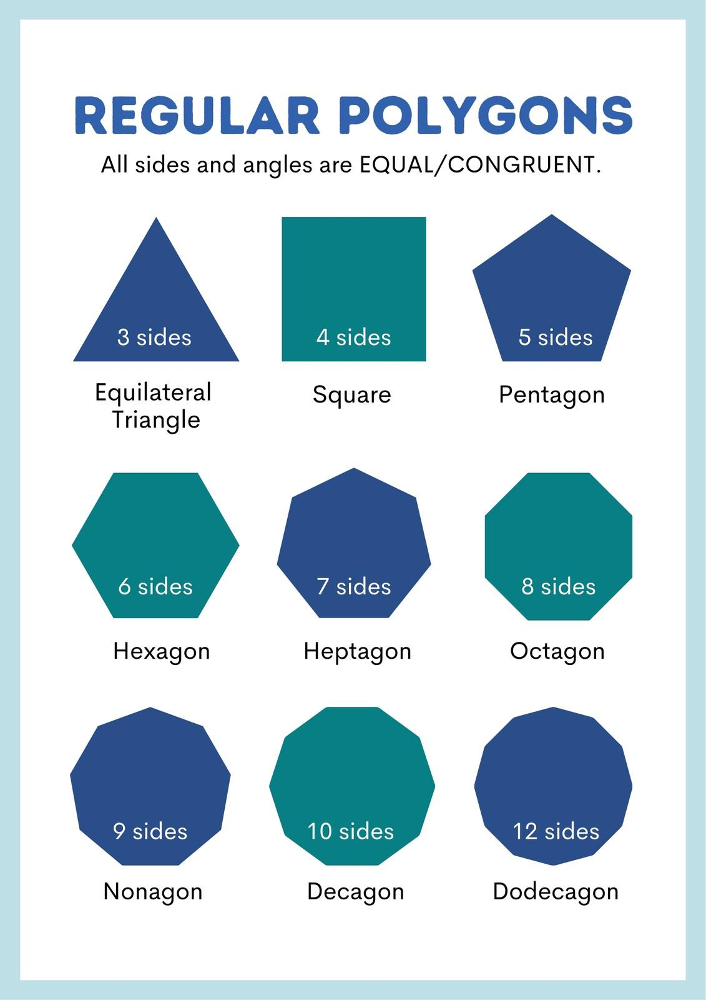 REGULAR POLYGONS
All sides and angles are EQUAL/CONGRUENT.
3 sides
4 sides
5 sides
Equilateral
Triangle
Square
Pentagon
6 sides
7 sides
8 sides
Hexagon
Heptagon
Octagon
9 sides
10 sides
12 sides
Nonagon
Decagon
Dodecagon